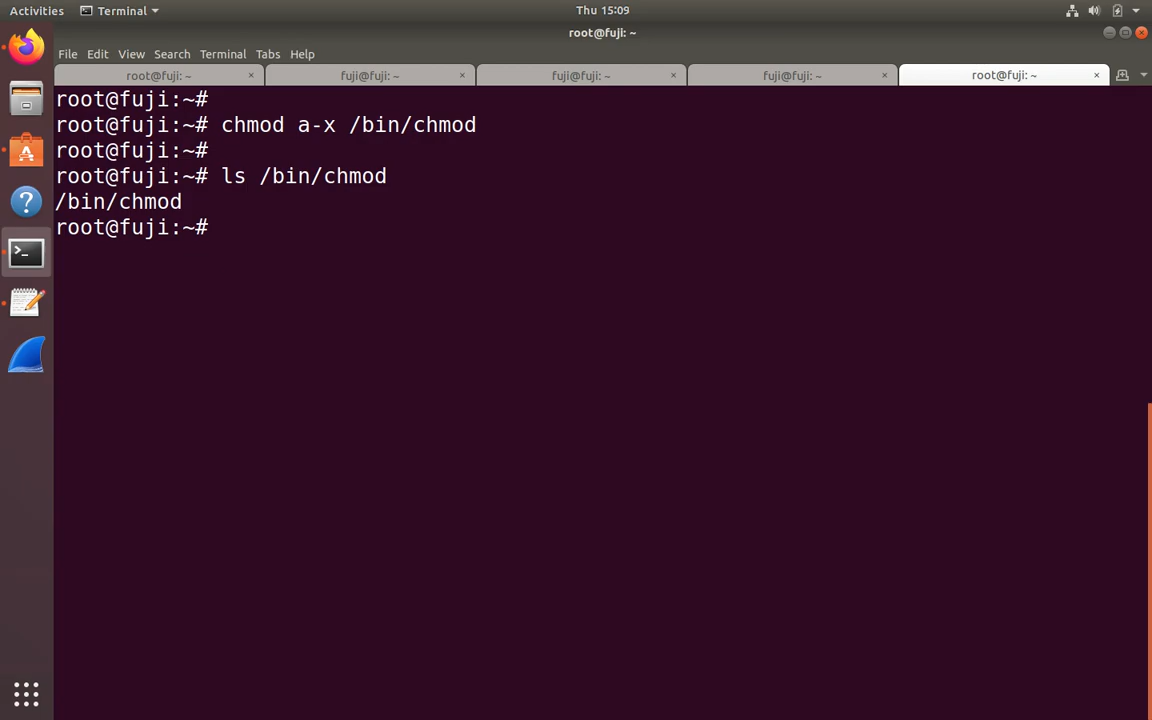 Activities Terminal Thu 15:09
root@fuji: ~
File Edit View Search Terminal Tabs Help
root@fuji: ~ × fuji@fuji: ~ × fuji@fuji: ~ × fuji@fuji: ~ × root@fuji: ~ ×
root@fuji:~#
root@fuji:~# chmod a-x /bin/chmod
root@fuji:~#
root@fuji:~# ls /bin/chmod
/bin/chmod
root@fuji:~#